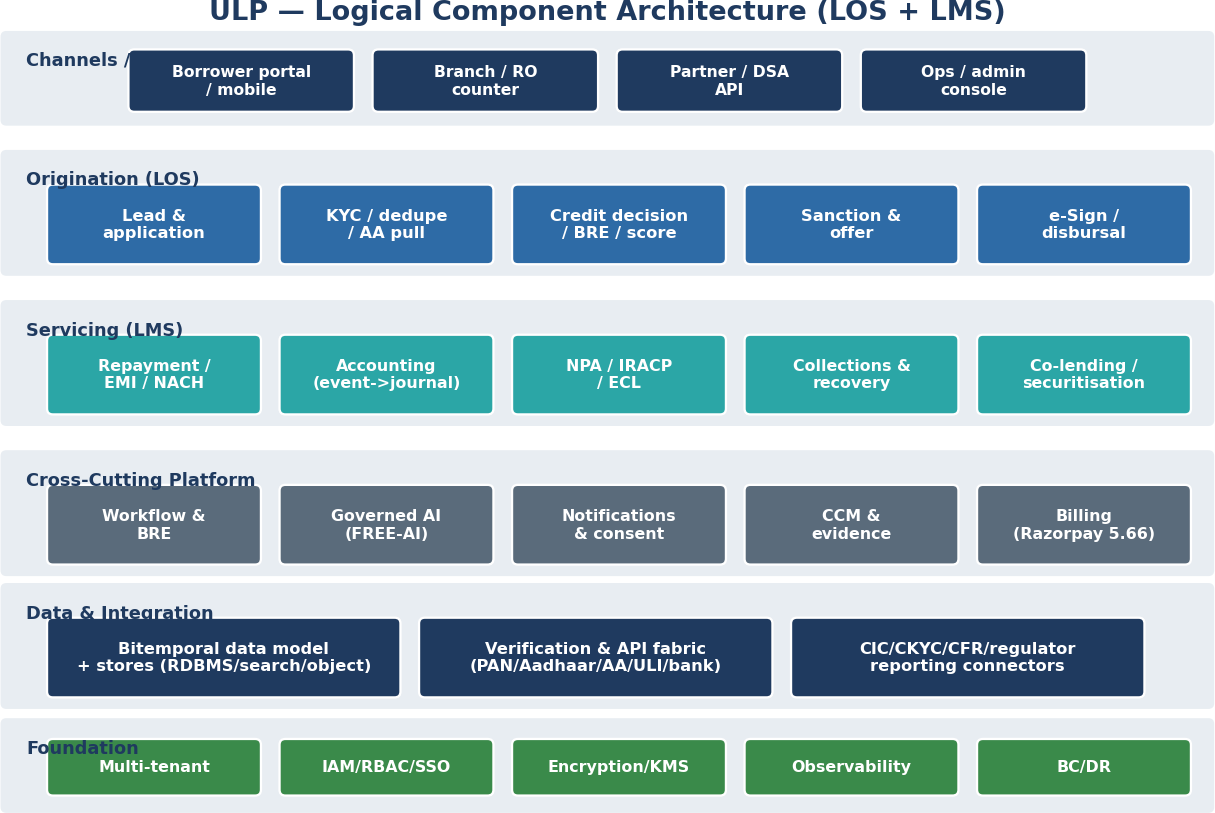 ULP — Logical Component Architecture (LOS + LMS)
Channels /
Borrower portal
/ mobile
Branch / RO
counter
Partner / DSA
API
Ops / admin
console
Origination (LOS)
Lead &
application
KYC / dedupe
/ AA pull
Credit decision
/ BRE / score
Sanction &
offer
e-Sign /
disbursal
Servicing (LMS)
Repayment /
EMI / NACH
Accounting
(event->journal)
NPA / IRACP
/ ECL
Collections &
recovery
Co-lending /
securitisation
Cross-Cutting Platform
Workflow &
BRE
Governed AI
(FREE-AI)
Notifications
& consent
CCM &
evidence
Billing
(Razorpay 5.66)
Data & Integration
Bitemporal data model
+ stores (RDBMS/search/object)
Verification & API fabric
(PAN/Aadhaar/AA/ULI/bank)
CIC/CKYC/CFR/regulator
reporting connectors
Foundation
Multi-tenant
IAM/RBAC/SSO
Encryption/KMS
Observability
BC/DR